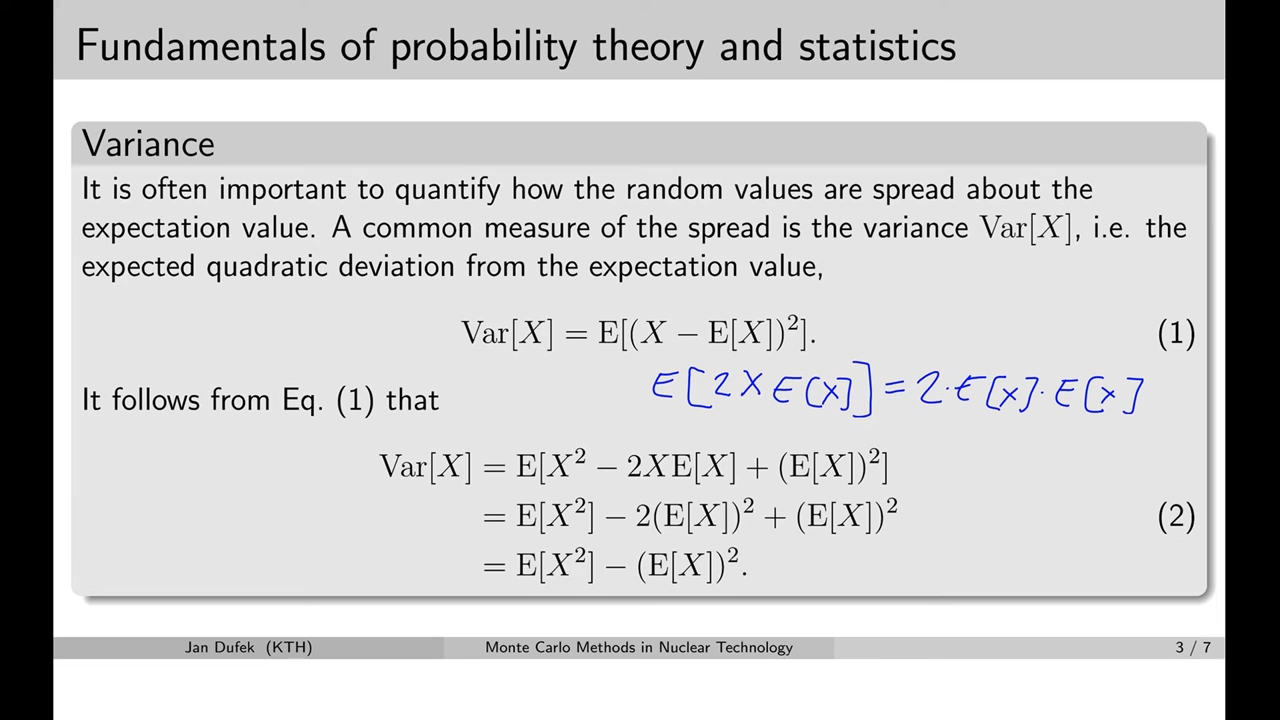 Fundamentals of probability theory and statistics
Variance
It is often important to quantify how the random values are spread about the
expectation value. A common measure of the spread is the variance Var[X], i.e. the
expected quadratic deviation from the expectation value,
Var[X] = E[(X − E[X])²]. (1)
E[2XE[X]] = 2·E[X]·E[X]
It follows from Eq. (1) that
Var[X] = E[X² − 2XE[X] + (E[X])²]
= E[X²] − 2(E[X])² + (E[X])² (2)
= E[X²] − (E[X])².
Jan Dufek (KTH) Monte Carlo Methods in Nuclear Technology 3 / 7